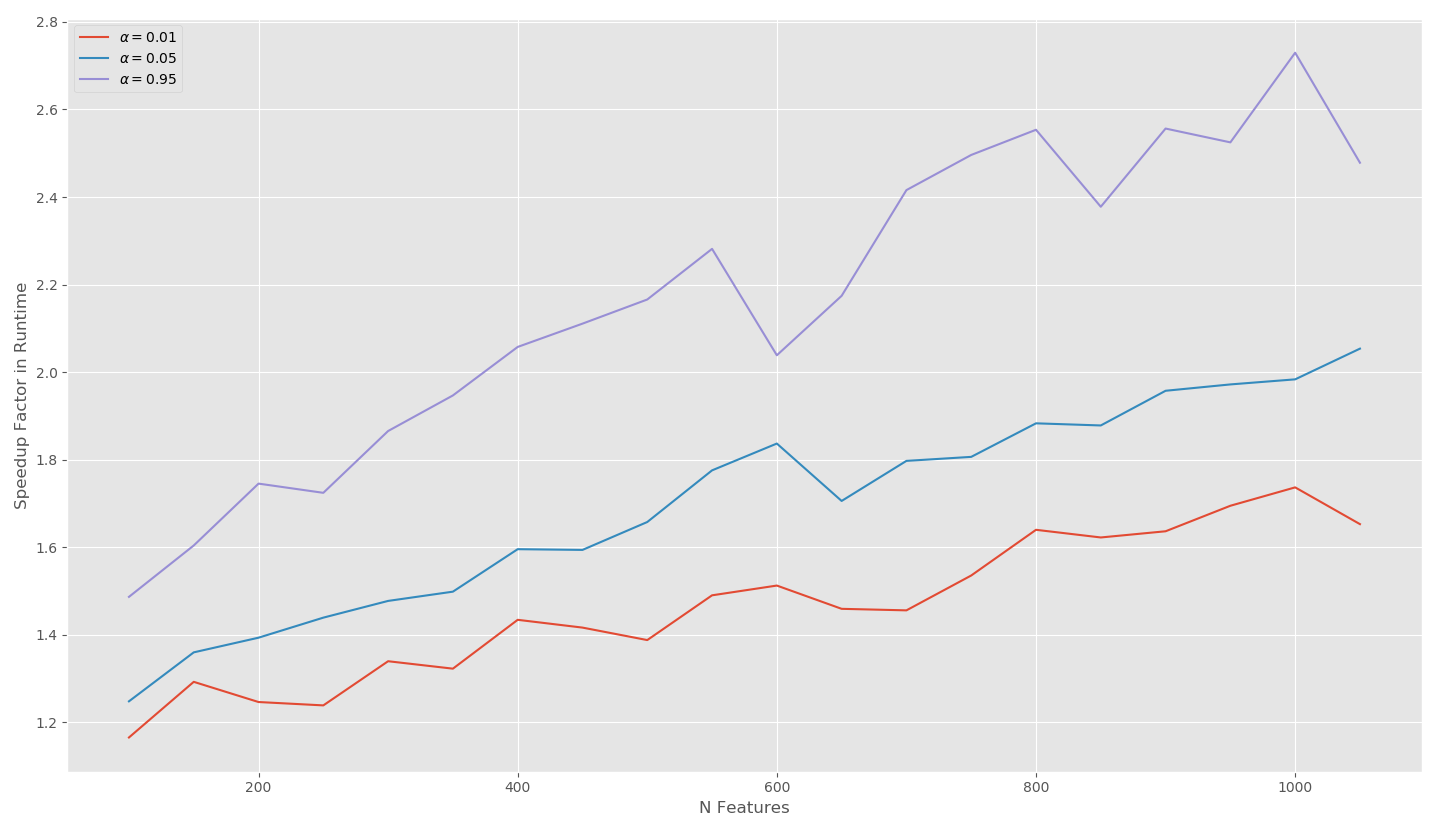 2.8
2.6
2.4
2.2
2.0
1.8
1.6
1.4
1.2
Speedup Factor in Runtime
α = 0.01
α = 0.05
α = 0.95
200 400 600 800 1000
N Features